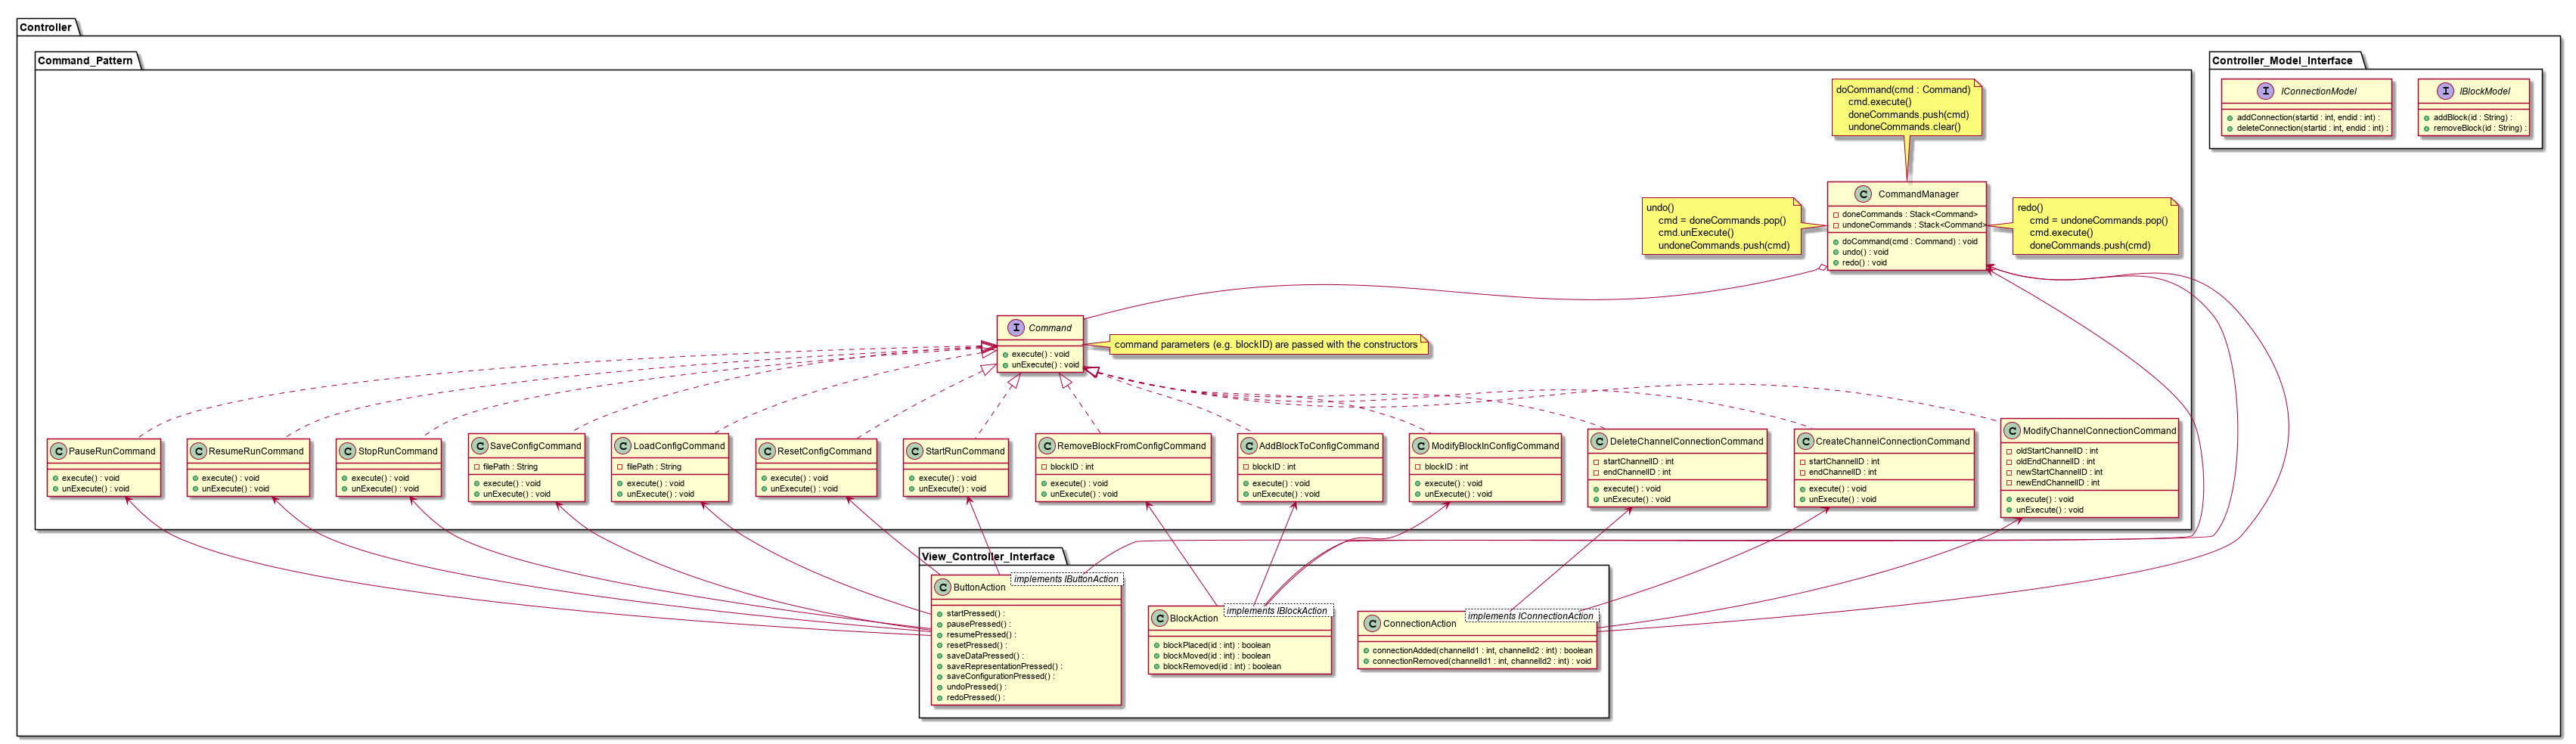 Controller
Command_Pattern
Controller_Model_Interface
IConnectionModel
addConnection(startid : int, endid : int) :
deleteConnection(startid : int, endid : int) :
IBlockModel
addBlock(id : String) :
removeBlock(id : String) :
doCommand(cmd : Command)
cmd.execute()
doneCommands.push(cmd)
undoneCommands.clear()
CommandManager
doneCommands : Stack<Command>
undoneCommands : Stack<Command>
doCommand(cmd : Command) : void
undo() : void
redo() : void
undo()
cmd = doneCommands.pop()
cmd.unExecute()
undoneCommands.push(cmd)
redo()
cmd = undoneCommands.pop()
cmd.execute()
doneCommands.push(cmd)
Command
execute() : void
unExecute() : void
command parameters (e.g. blockID) are passed with the constructors
PauseRunCommand
execute() : void
unExecute() : void
ResumeRunCommand
execute() : void
unExecute() : void
StopRunCommand
execute() : void
unExecute() : void
SaveConfigCommand
filePath : String
execute() : void
unExecute() : void
LoadConfigCommand
filePath : String
execute() : void
unExecute() : void
ResetConfigCommand
execute() : void
unExecute() : void
StartRunCommand
execute() : void
unExecute() : void
RemoveBlockFromConfigCommand
blockID : int
execute() : void
unExecute() : void
AddBlockToConfigCommand
blockID : int
execute() : void
unExecute() : void
ModifyBlockInConfigCommand
blockID : int
execute() : void
unExecute() : void
DeleteChannelConnectionCommand
startChannelID : int
endChannelID : int
execute() : void
unExecute() : void
CreateChannelConnectionCommand
startChannelID : int
endChannelID : int
execute() : void
unExecute() : void
ModifyChannelConnectionCommand
oldStartChannelID : int
oldEndChannelID : int
newStartChannelID : int
newEndChannelID : int
execute() : void
unExecute() : void
View_Controller_Interface
ButtonAction
implements IButtonAction
startPressed() :
pausePressed() :
resumePressed() :
resetPressed() :
saveDataPressed() :
saveRepresentationPressed() :
saveConfigurationPressed() :
undoPressed() :
redoPressed() :
BlockAction
implements IBlockAction
blockPlaced(id : int) : boolean
blockMoved(id : int) : boolean
blockRemoved(id : int) : boolean
ConnectionAction
implements IConnectionAction
connectionAdded(channelId1 : int, channelId2 : int) : boolean
connectionRemoved(channelId1 : int, channelId2 : int) : void